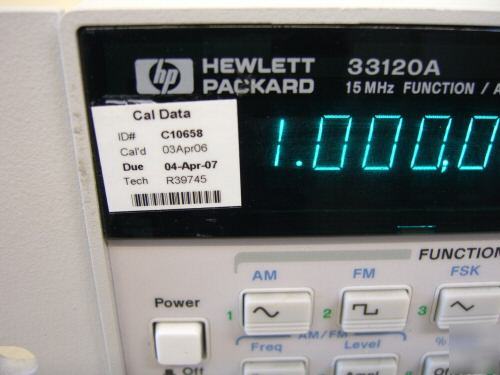 hp HEWLETT PACKARD 33120A
15 MHz FUNCTION / A
Cal Data
ID# C10658
Cal'd 03Apr06
Due 04-Apr-07
Tech R39745
1.000,0
FUNCTION
AM FM FSK
Power
1 2 3
AM/FM
Freq Level %
Off